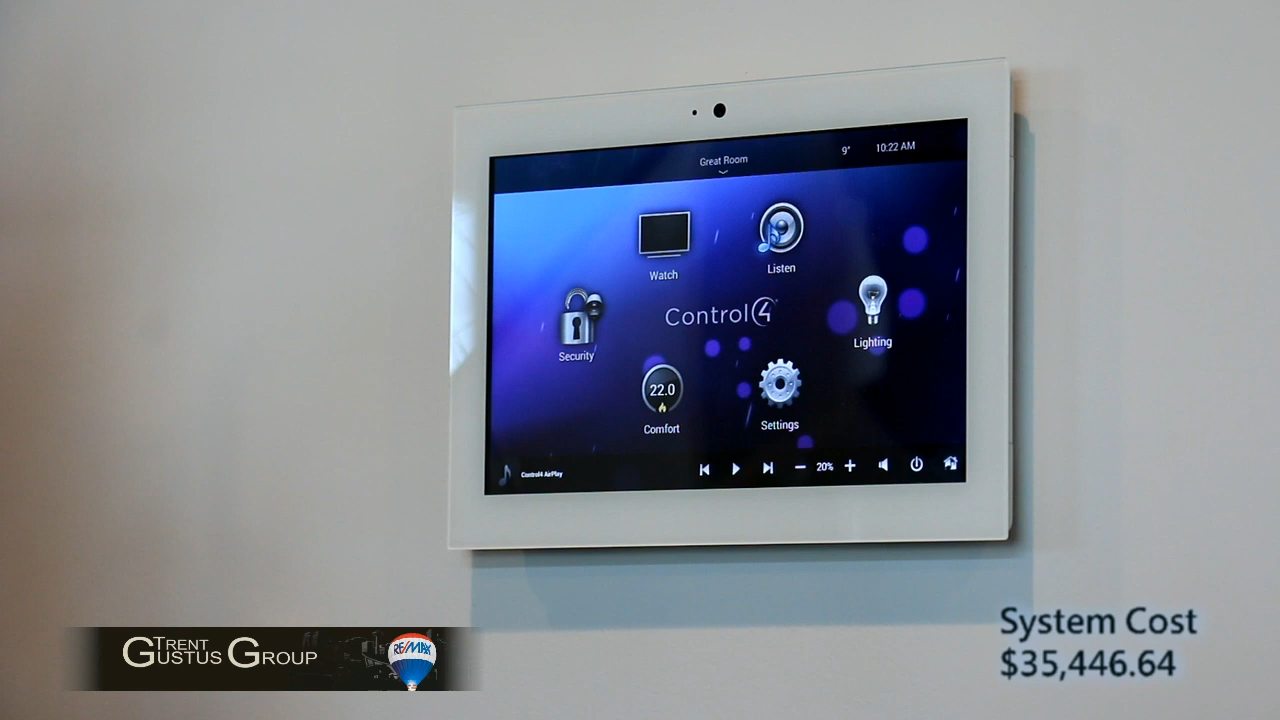 Great Room
9°
10:22 AM
Watch
Listen
Security
Control4
Lighting
22.0
Comfort
Settings
Control4 AirPlay
20%
TRENT
GUSTUS GROUP
RE/MAX
System Cost
$35,446.64